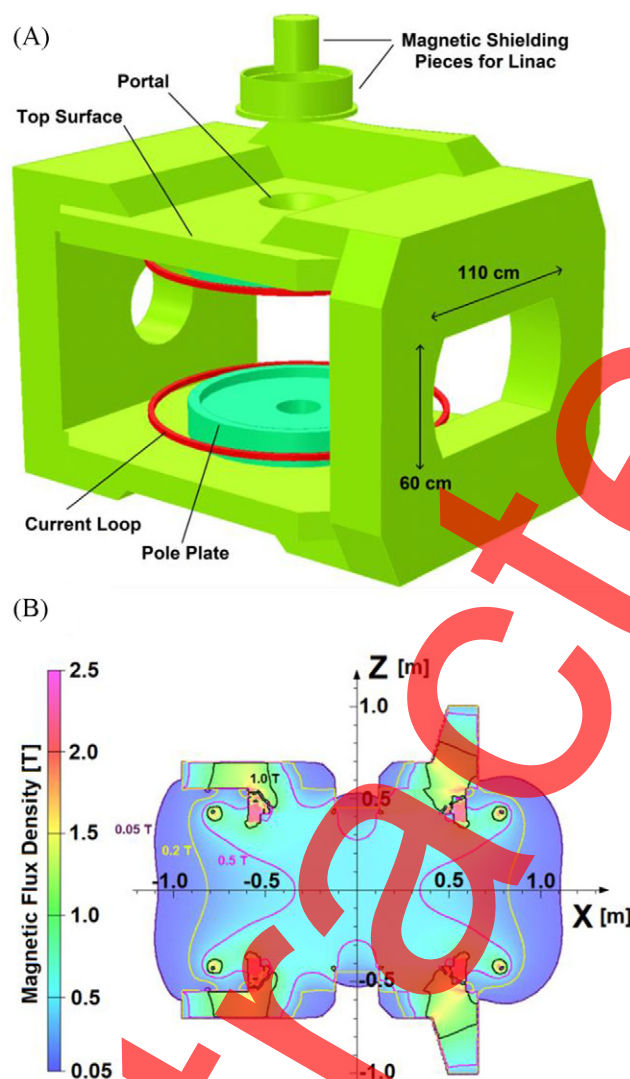 (A)
Magnetic Shielding
Pieces for Linac
Portal
Top Surface
110 cm
60 cm
Current Loop
Pole Plate
(B)
Magnetic Flux Density [T]
2.5
2.0
1.5
1.0
0.5
0.05
Z [m]
1.0
1.0 T
0.5
0.05 T
0.2 T
0.5 T
-1.0
-0.5
0.5
1.0
X [m]
-0.5
-1.0